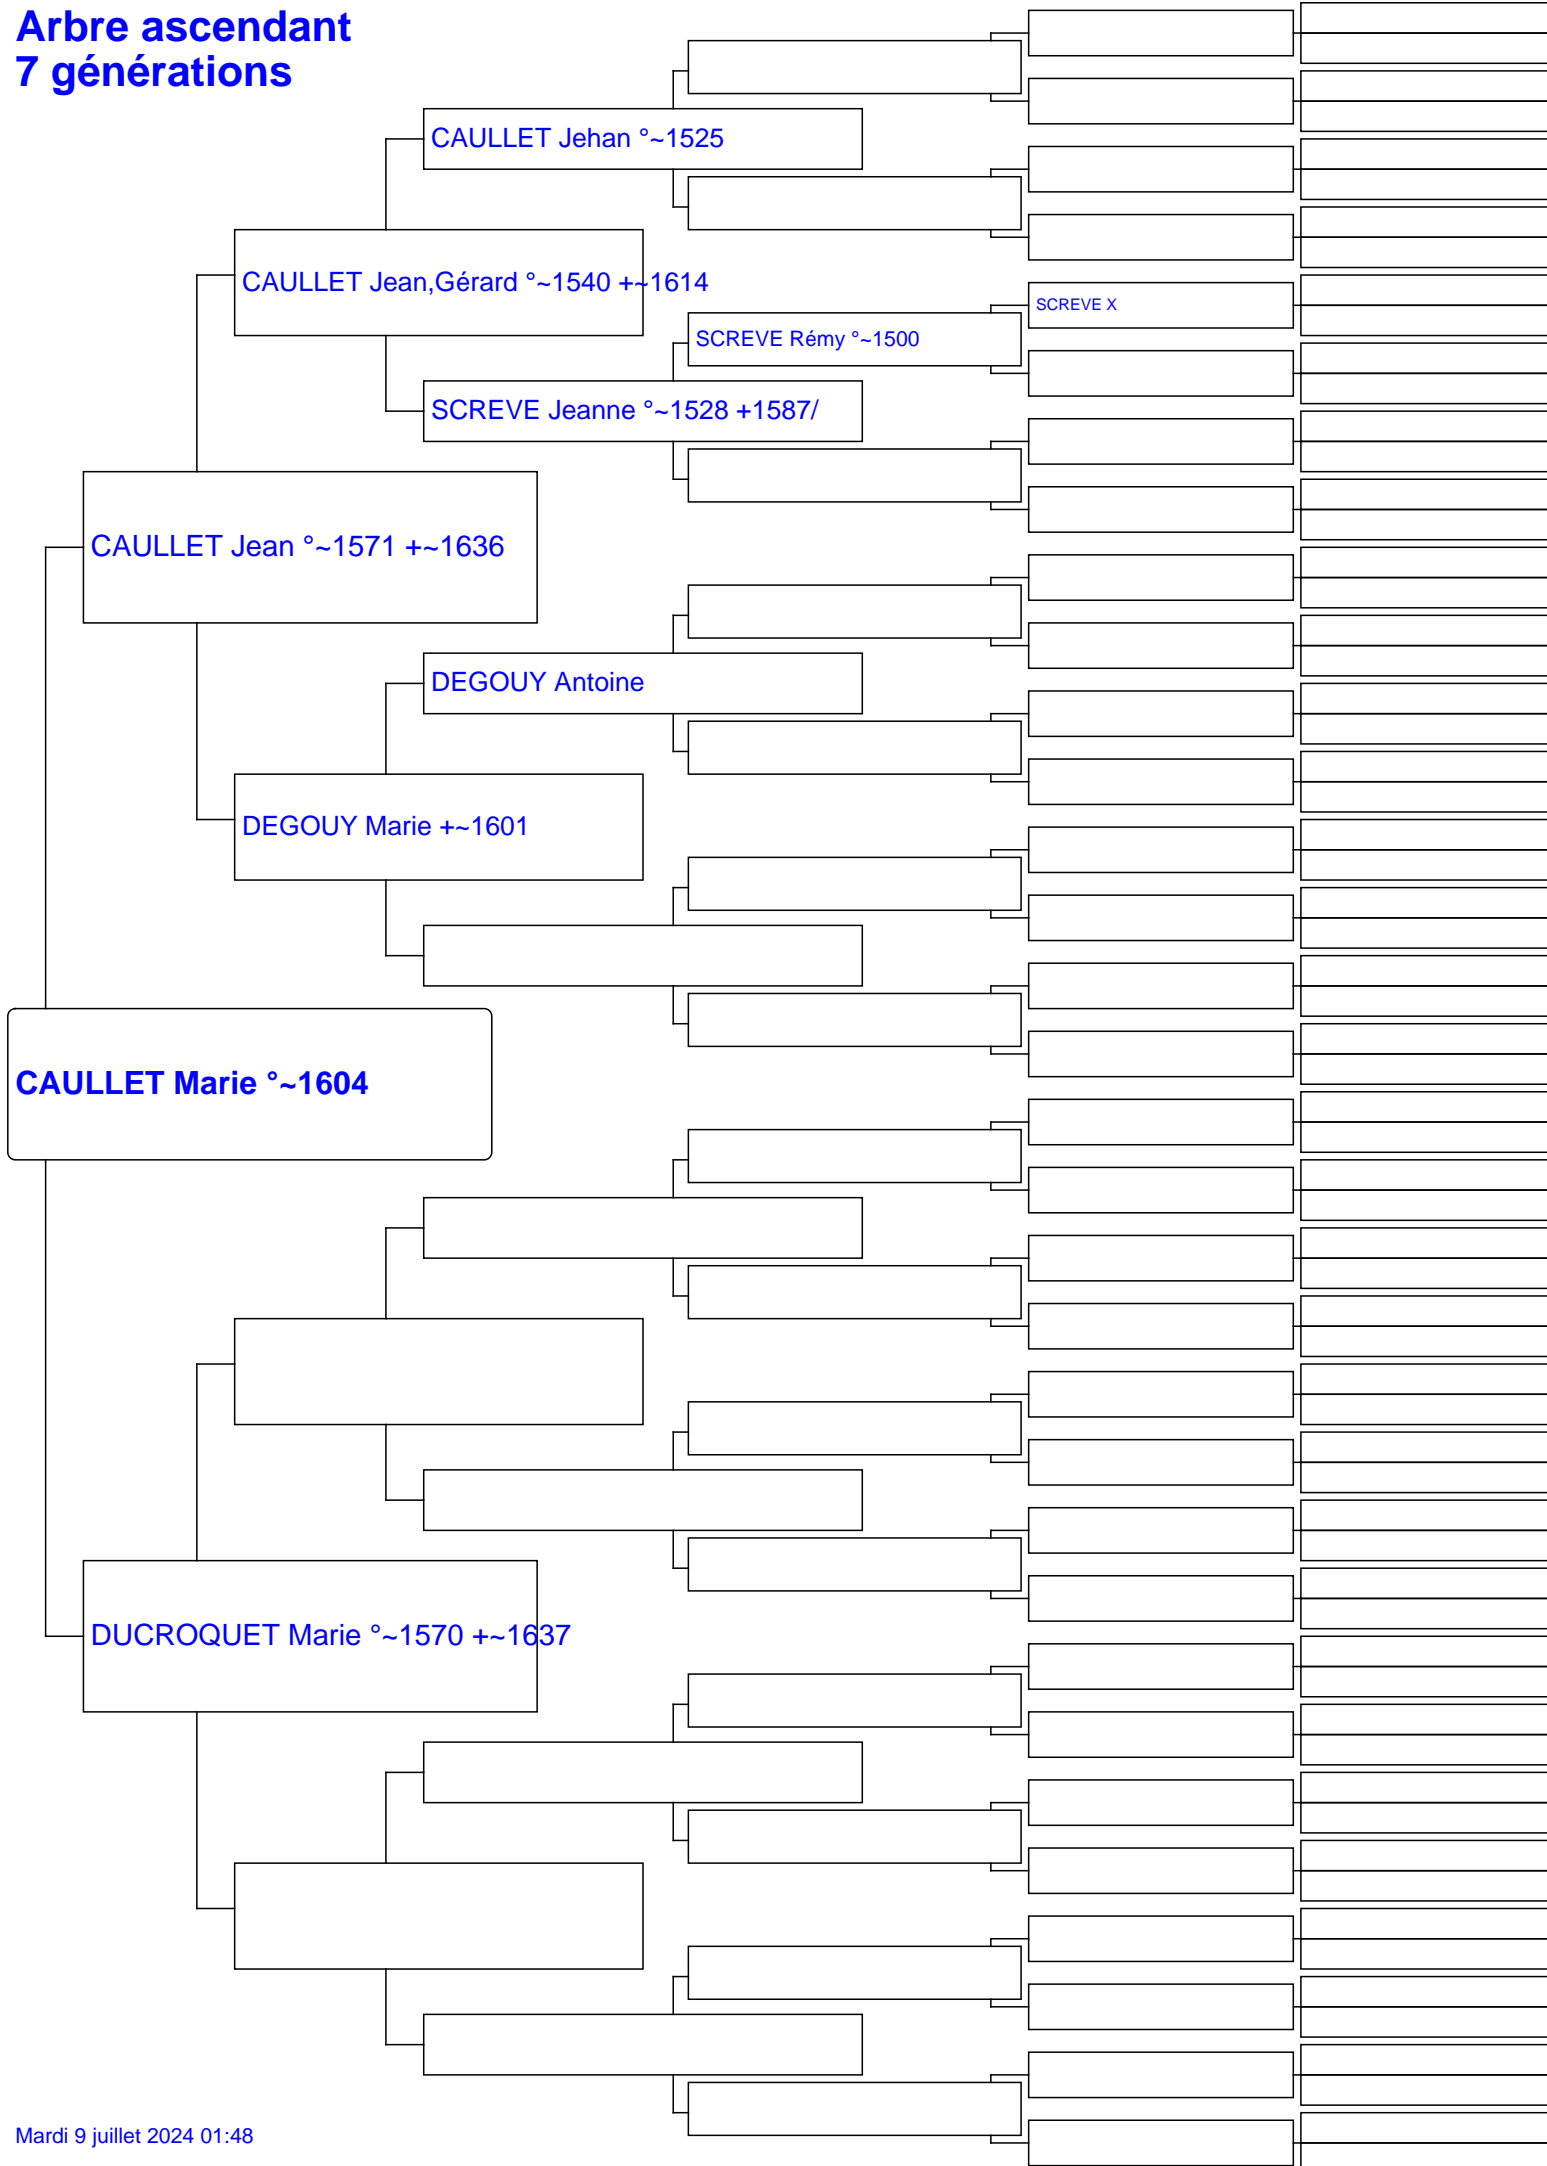 Arbre ascendant
7 générations
CAULLET Jehan °~1525
CAULLET Jean,Gérard °~1540 +~1614
SCREVE X
SCREVE Rémy °~1500
SCREVE Jeanne °~1528 +1587/
CAULLET Jean °~1571 +~1636
DEGOUY Antoine
DEGOUY Marie +~1601
CAULLET Marie °~1604
DUCROQUET Marie °~1570 +~1637
Mardi 9 juillet 2024 01:48